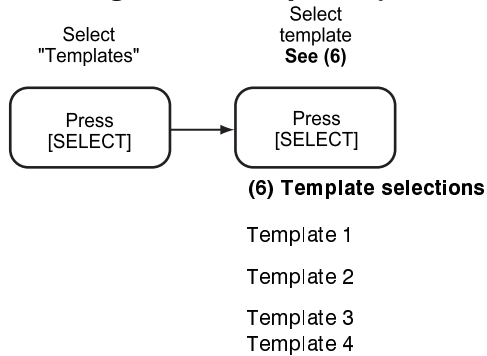 Select
"Templates"
Select
template
See (6)
Press
[SELECT]
Press
[SELECT]
(6) Template selections
Template 1
Template 2
Template 3
Template 4